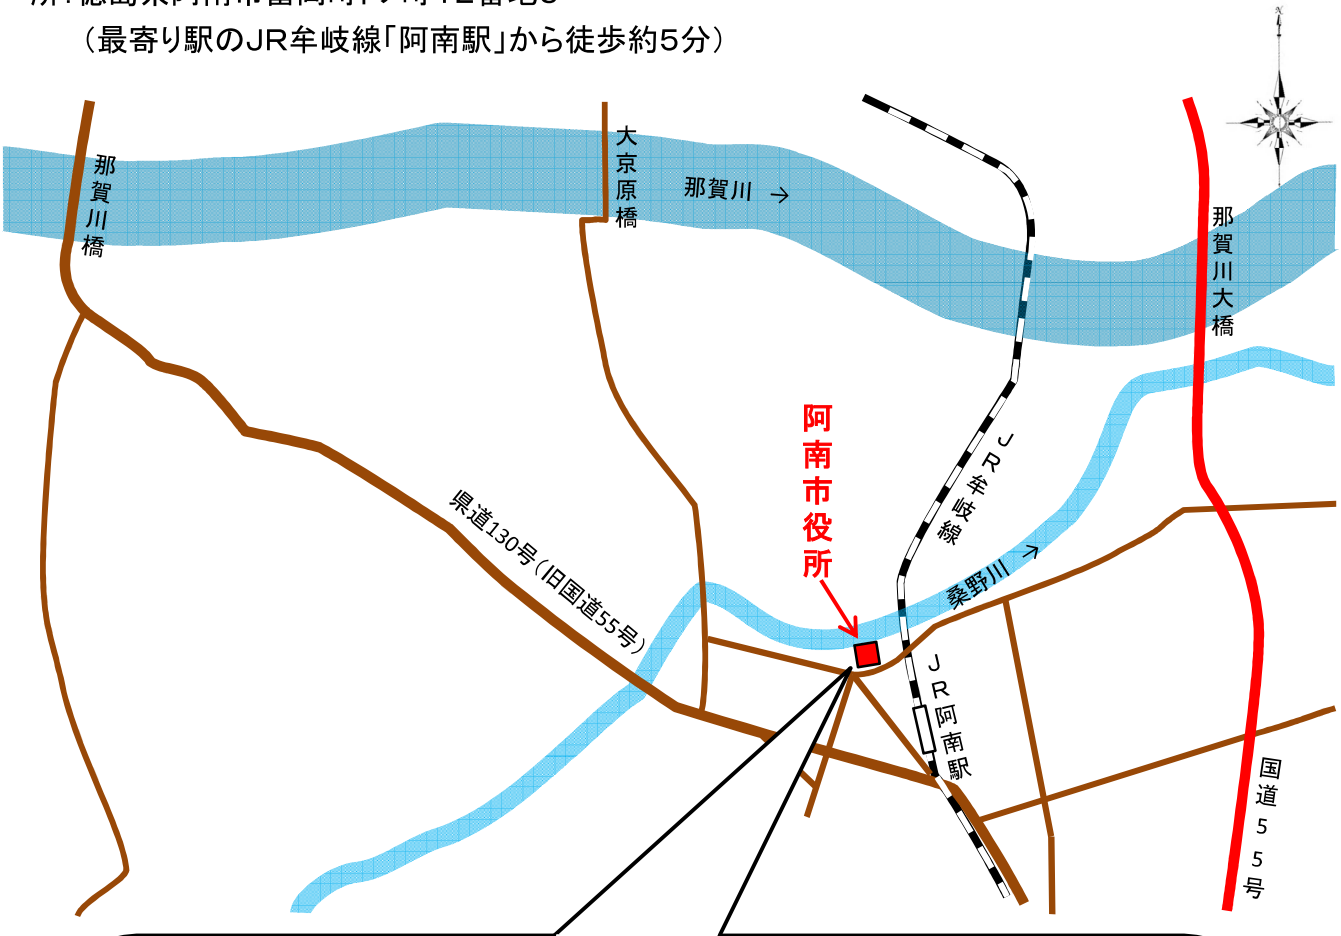 （最寄り駅のＪＲ牟岐線「阿南駅」から徒歩約５分）
那賀川橋
大京原橋
那賀川 →
那賀川大橋
阿南市役所
ＪＲ牟岐線
県道130号（旧国道55号）
桑野川 →
ＪＲ阿南駅
国道５５号